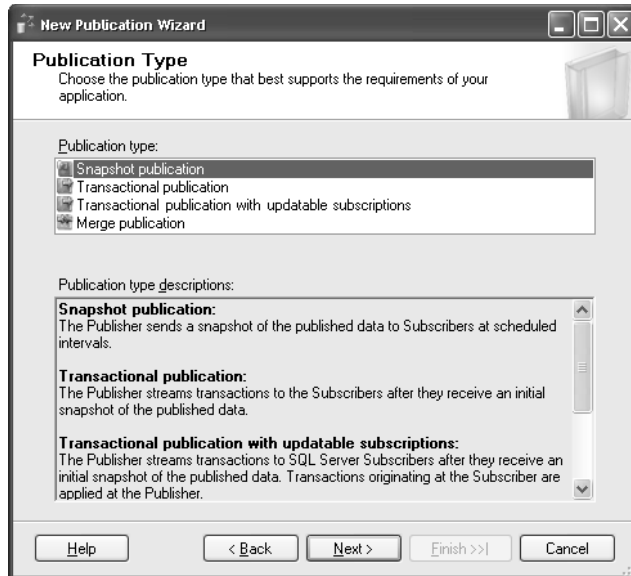 New Publication Wizard
Publication Type
Choose the publication type that best supports the requirements of your
application.
Publication type:
Snapshot publication
Transactional publication
Transactional publication with updatable subscriptions
Merge publication
Publication type descriptions:
Snapshot publication:
The Publisher sends a snapshot of the published data to Subscribers at scheduled
intervals.
Transactional publication:
The Publisher streams transactions to the Subscribers after they receive an initial
snapshot of the published data.
Transactional publication with updatable subscriptions:
The Publisher streams transactions to SQL Server Subscribers after they receive an
initial snapshot of the published data. Transactions originating at the Subscriber are
applied at the Publisher.
Help < Back Next > Finish >>| Cancel